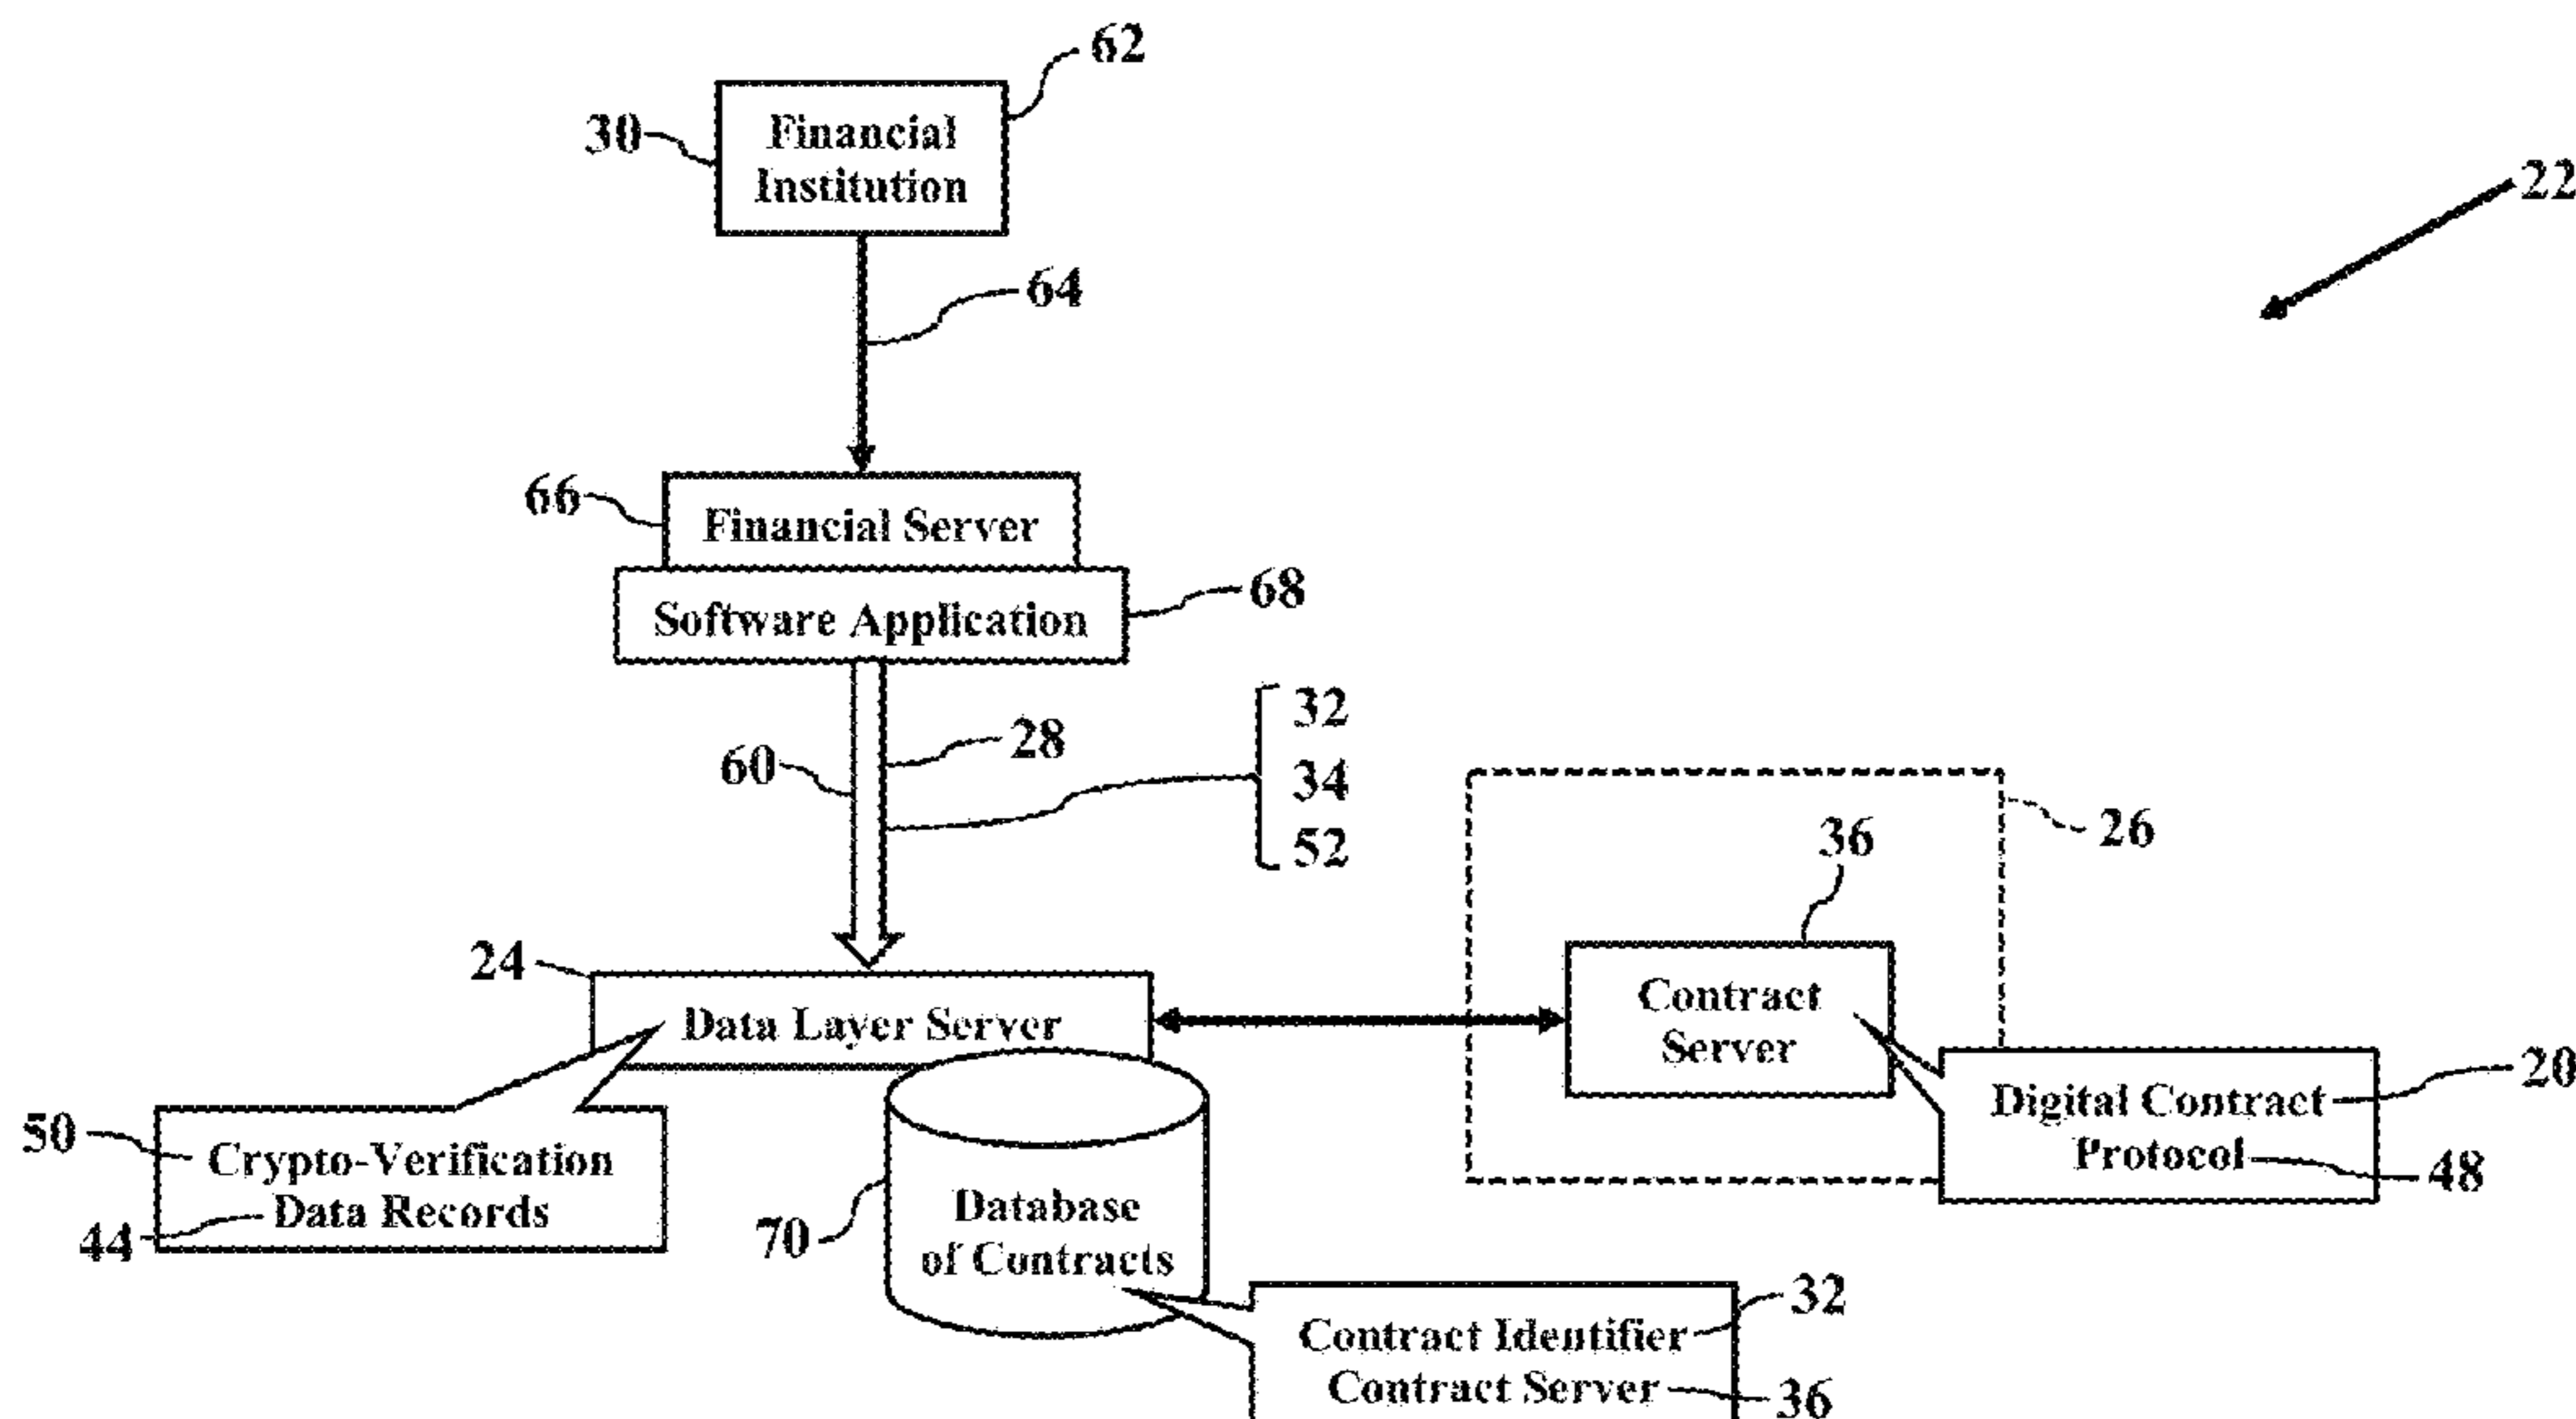 62
30
Financial
Institution
22
64
66
Financial Server
68
Software Application
32
28
60
34
52
26
36
24
Contract
Server
Data Layer Server
20
Digital Contract
Protocol
48
50
Crypto-Verification
Data Records
44
70
Database
of Contracts
32
Contract Identifier
Contract Server
36